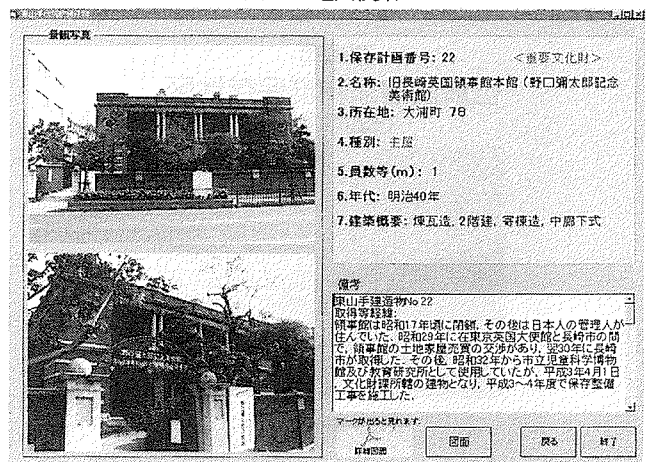 景観写真
1.保存計画番号: 22 <重要文化財>
2.名称: 旧長崎英国領事館本館(野口彌太郎記念
美術館)
3.所在地: 大浦町 78
4.種別: 主屋
5.員数等(m): 1
6.年代: 明治40年
7.建築概要: 煉瓦造, 2階建, 寄棟造, 中廊下式
備考
東山手建造物No 22
取得等経緯:
領事館は昭和17年頃に閉鎖, その後は日本人の管理人が
住んでいた. 昭和29年に在東京英国大使館と長崎市の間
で, 領事館の土地家屋売買の交渉があり, 翌30年に長崎
市が取得した. その後, 昭和32年から市立児童科学博物
館及び教育研究所として使用していたが, 平成3年4月1日
, 文化財課所轄の建物となり, 平成3~4年度で保存整備
工事を施工した.
マークが出ると見れます.
詳細図面
図面
戻る
終了